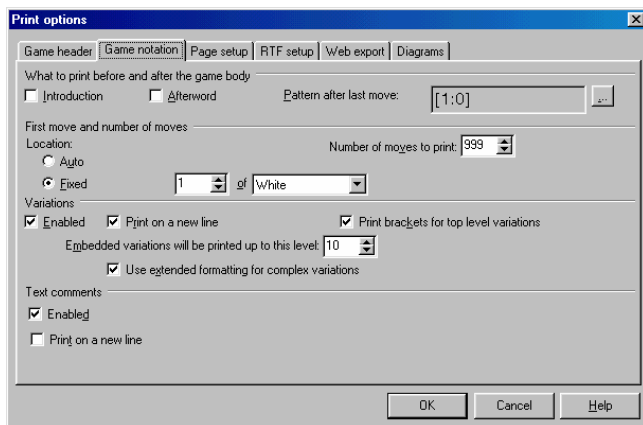 Print options
Game header Game notation Page setup RTF setup Web export Diagrams
What to print before and after the game body
Introduction Afterword Pattern after last move: [1:0] ...
First move and number of moves
Location: Number of moves to print: 999
Auto
Fixed 1 of White
Variations
Enabled Print on a new line Print brackets for top level variations
Embedded variations will be printed up to this level: 10
Use extended formatting for complex variations
Text comments
Enabled
Print on a new line
OK Cancel Help